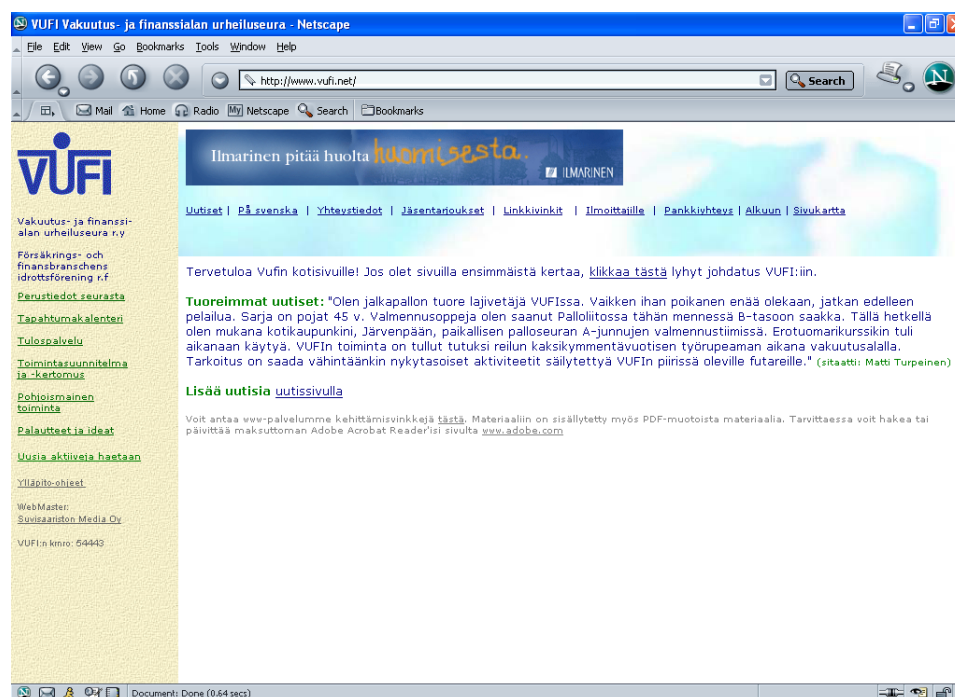 VUFI Vakuutus- ja finanssialan urheiluseura - Netscape
File Edit View Go Bookmarks Tools Window Help
http://www.vufi.net/
Search
N
Mail Home Radio My Netscape Search Bookmarks
VUFI
Vakuutus- ja finanssi-
alan urheiluseura r.y
Försäkrings- och
finansbranschens
idrottsförening r.f
Perustiedot seurasta
Tapahtumakalenteri
Tulospalvelu
Toimintasuunnitelma
ja -kertomus
Pohjoismainen
toiminta
Palautteet ja ideat
Uusia aktiiveja haetaan
Ylläpito-ohjeet
WebMaster:
Suvisaariston Media Oy
VUFI:n kmro: 54443
Ilmarinen pitää huolta huomisesta.
ILMARINEN
Uutiset | På svenska | Yhteystiedot | Jäsentarjoukset | Linkkivinkit | Ilmoittajille | Pankkiyhteys | Alkuun | Sivukartta
Tervetuloa Vufin kotisivuille! Jos olet sivuilla ensimmäistä kertaa, klikkaa tästä lyhyt johdatus VUFI:iin.
Tuoreimmat uutiset: "Olen jalkapallon tuore lajivetäjä VUFIssa. Vaikken ihan poikanen enää olekaan, jatkan edelleen
pelailua. Sarja on pojat 45 v. Valmennusoppeja olen saanut Palloliitossa tähän mennessä B-tasoon saakka. Tällä hetkellä
olen mukana kotikaupunkini, Järvenpään, paikallisen palloseuran A-junnujen valmennustiimissä. Erotuomarikurssikin tuli
aikanaan käytyä. VUFIn toiminta on tullut tutuksi reilun kaksikymmentävuotisen työrupeaman aikana vakuutusalalla.
Tarkoitus on saada vähintäänkin nykytasoiset aktiviteetit säilytettyä VUFIn piirissä oleville futareille." (sitaatti: Matti Turpeinen)
Lisää uutisia uutissivulla
Voit antaa www-palvelumme kehittämisvinkkejä tästä. Materiaaliin on sisällytetty myös PDF-muotoista materiaalia. Tarvittaessa voit hakea tai
päivittää maksuttoman Adobe Acrobat Reader'isi sivulta www.adobe.com
Document: Done (0.64 secs)